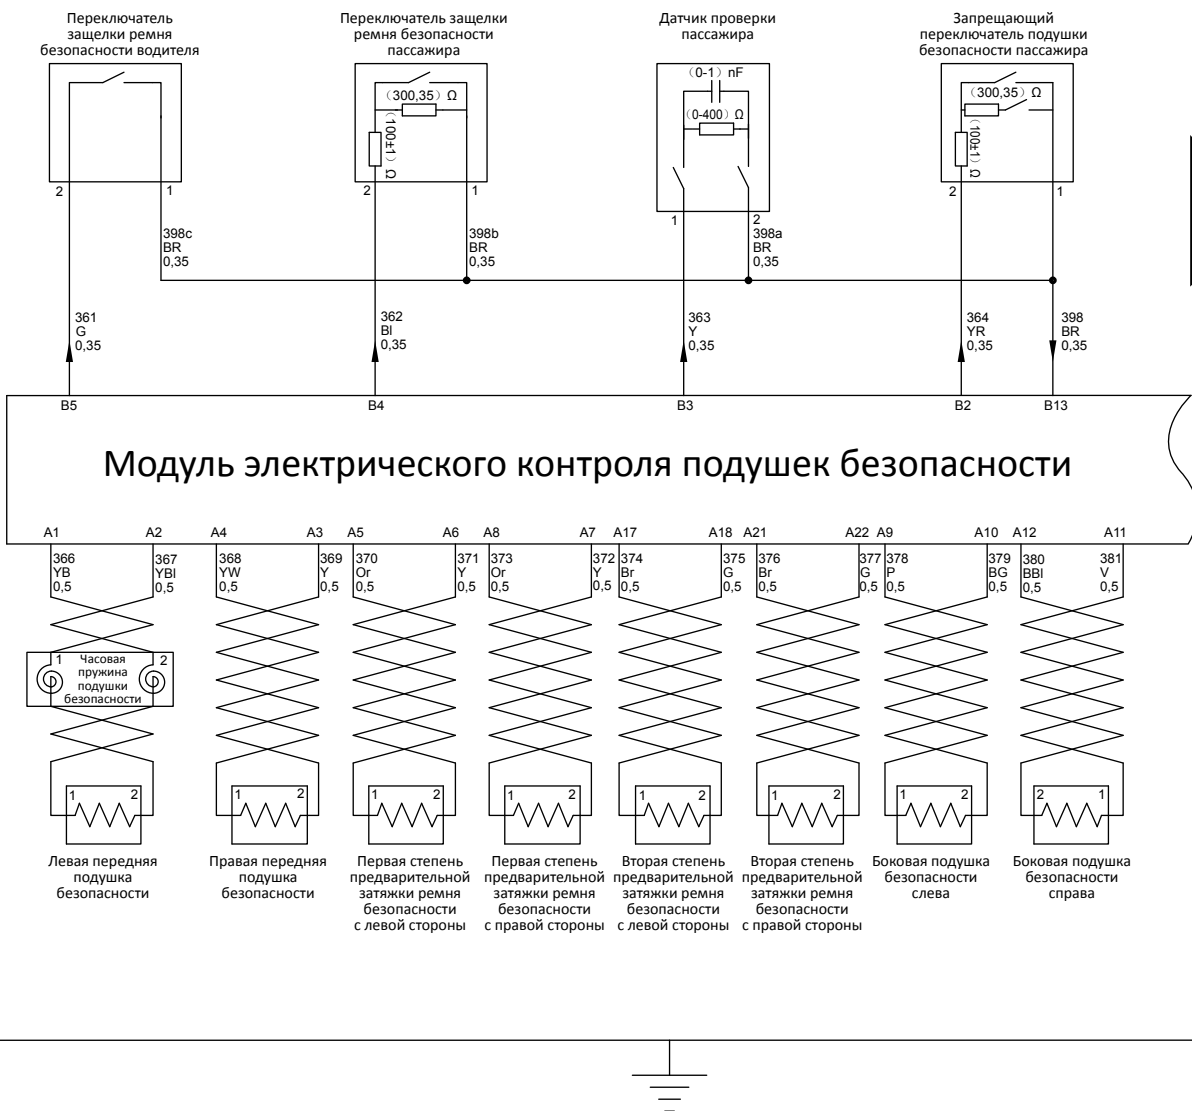 Переключатель
защелки ремня
безопасности водителя
Переключатель защелки
ремня безопасности
пассажира
Датчик проверки
пассажира
Запрещающий
переключатель подушки
безопасности пассажира
(300,35) Ω
(100±1) Ω
(0-1) nF
(0-400) Ω
(300,35) Ω
(100±1) Ω
2 1
2 1
1 2
2 1
398c
BR
0,35
398b
BR
0,35
398a
BR
0,35
361
G
0,35
362
Bl
0,35
363
Y
0,35
364
YR
0,35
398
BR
0,35
B5 B4 B3 B2 B13
Модуль электрического контроля подушек безопасности
A1 A2 A4 A3 A5 A6 A8 A7 A17 A18 A21 A22 A9 A10 A12 A11
366
YB
0,5
367
YBl
0,5
368
YW
0,5
369
Y
0,5
370
Or
0,5
371
Y
0,5
373
Or
0,5
372
Y
0,5
374
Br
0,5
375
G
0,5
376
Br
0,5
377
G
0,5
378
P
0,5
379
BG
0,5
380
BBl
0,5
381
V
0,5
1 2
Часовая
пружина
подушки
безопасности
1 2
1 2
1 2
1 2
1 2
1 2
1 2
2 1
Левая передняя
подушка
безопасности
Правая передняя
подушка
безопасности
Первая степень
предварительной
затяжки ремня
безопасности
с левой стороны
Первая степень
предварительной
затяжки ремня
безопасности
с правой стороны
Вторая степень
предварительной
затяжки ремня
безопасности
с левой стороны
Вторая степень
предварительной
затяжки ремня
безопасности
с правой стороны
Боковая подушка
безопасности
слева
Боковая подушка
безопасности
справа